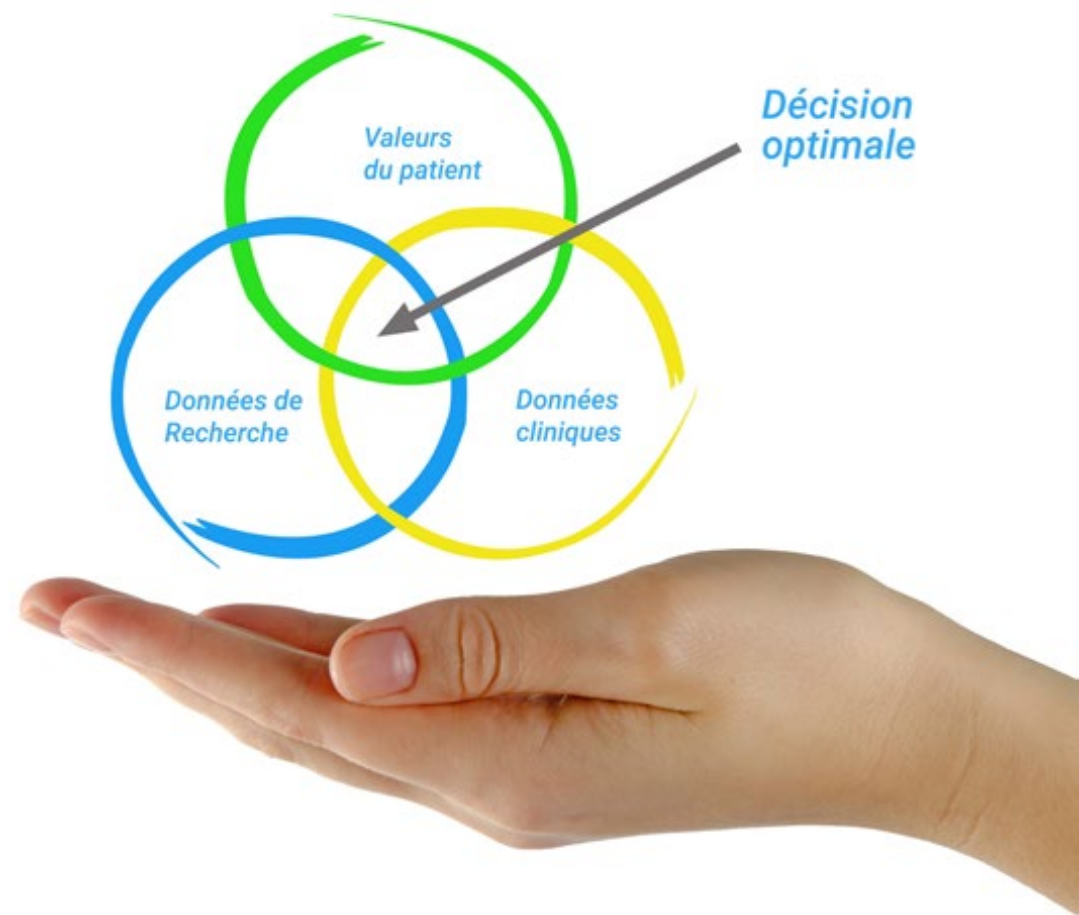 Valeurs
du patient
Décision
optimale
Données de
Recherche
Données
cliniques